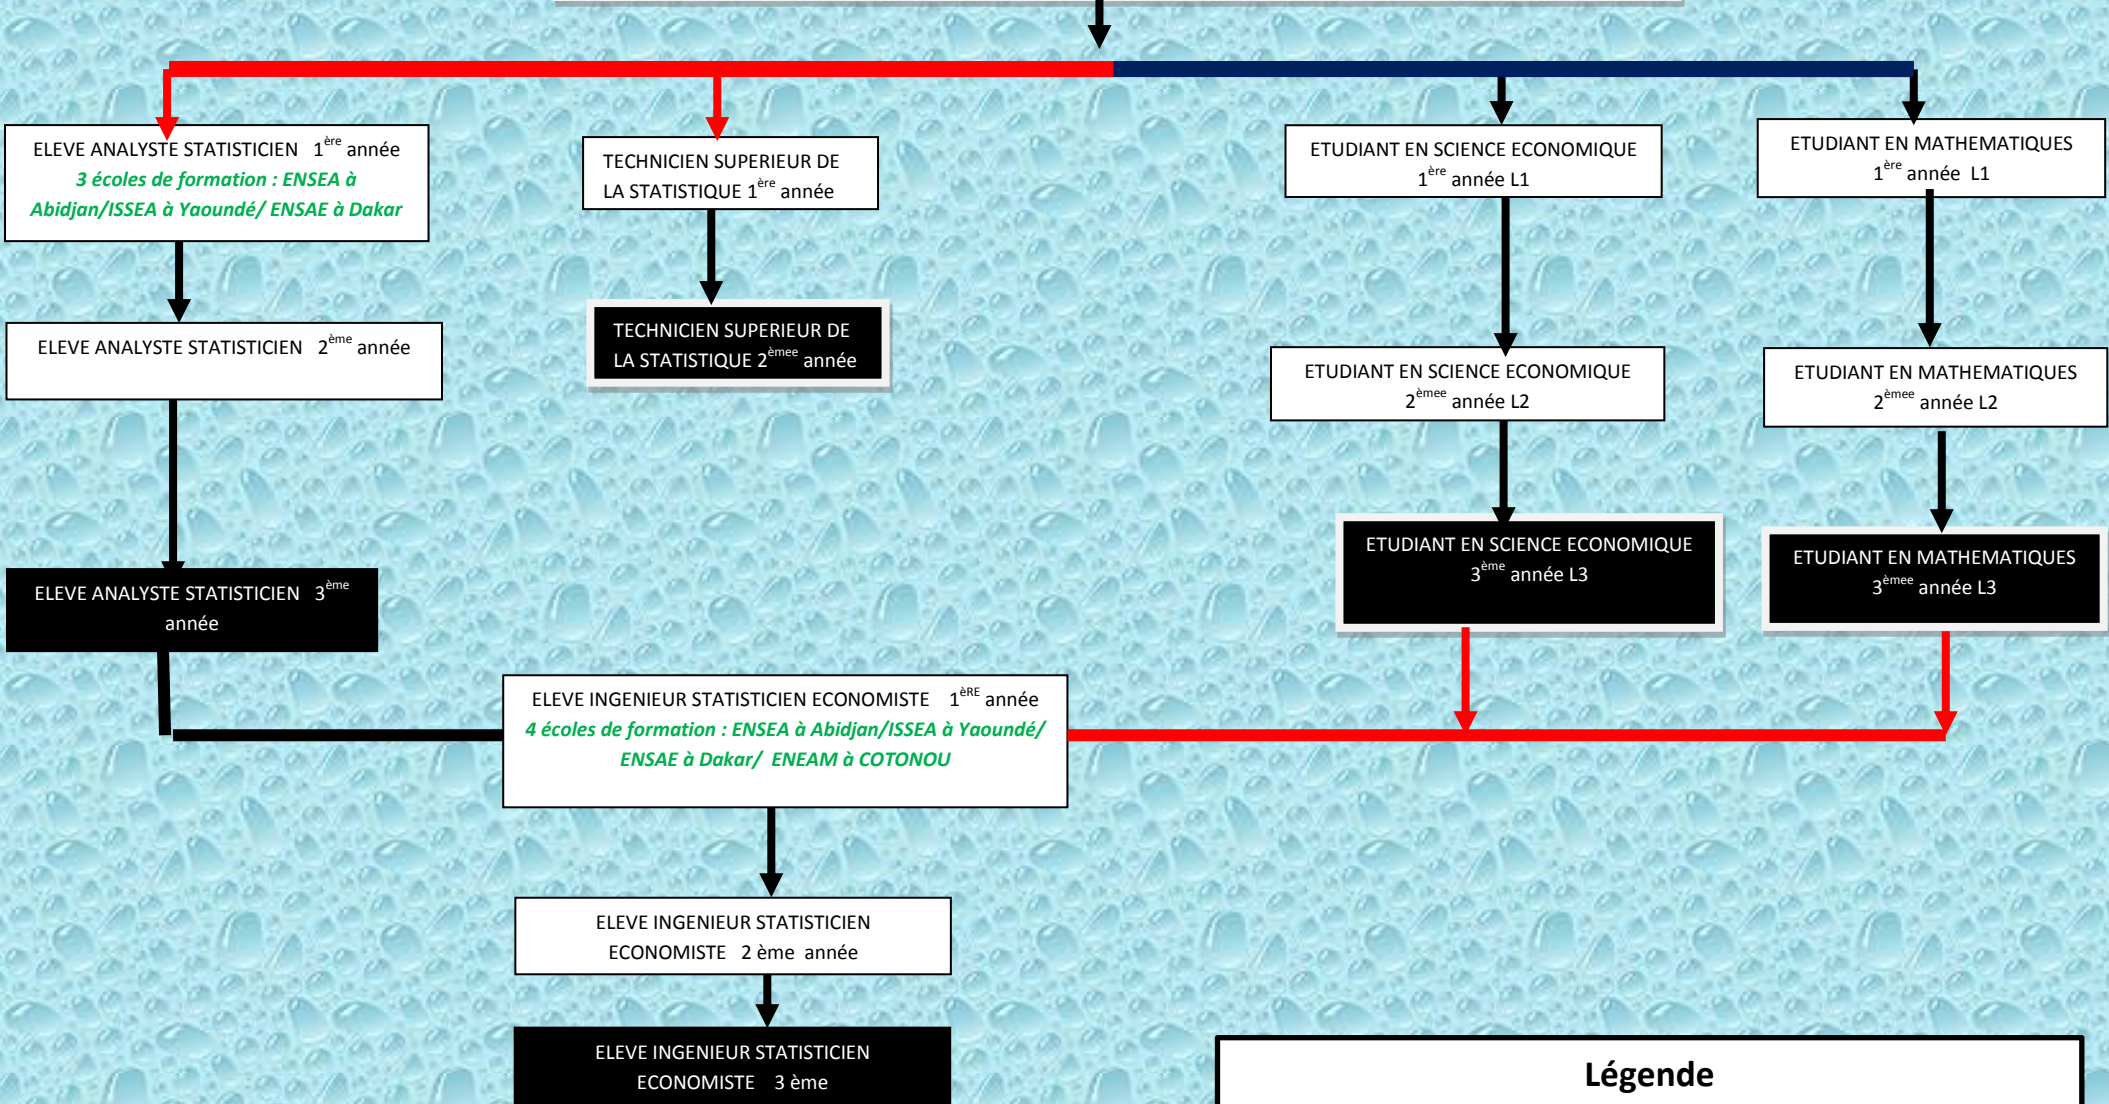 ELEVE ANALYSTE STATISTICIEN 1ère année
3 écoles de formation : ENSEA à
Abidjan/ISSEA à Yaoundé/ ENSAE à Dakar
TECHNICIEN SUPERIEUR DE
LA STATISTIQUE 1ère année
ETUDIANT EN SCIENCE ECONOMIQUE
1ère année L1
ETUDIANT EN MATHEMATIQUES
1ère année L1
ELEVE ANALYSTE STATISTICIEN 2ème année
TECHNICIEN SUPERIEUR DE
LA STATISTIQUE 2èmee année
ETUDIANT EN SCIENCE ECONOMIQUE
2èmee année L2
ETUDIANT EN MATHEMATIQUES
2èmee année L2
ELEVE ANALYSTE STATISTICIEN 3ème
année
ETUDIANT EN SCIENCE ECONOMIQUE
3ème année L3
ETUDIANT EN MATHEMATIQUES
3èmee année L3
ELEVE INGENIEUR STATISTICIEN ECONOMISTE 1èRE année
4 écoles de formation : ENSEA à Abidjan/ISSEA à Yaoundé/
ENSAE à Dakar/ ENEAM à COTONOU
ELEVE INGENIEUR STATISTICIEN
ECONOMISTE 2 ème année
ELEVE INGENIEUR STATISTICIEN
ECONOMISTE 3 ème
Légende